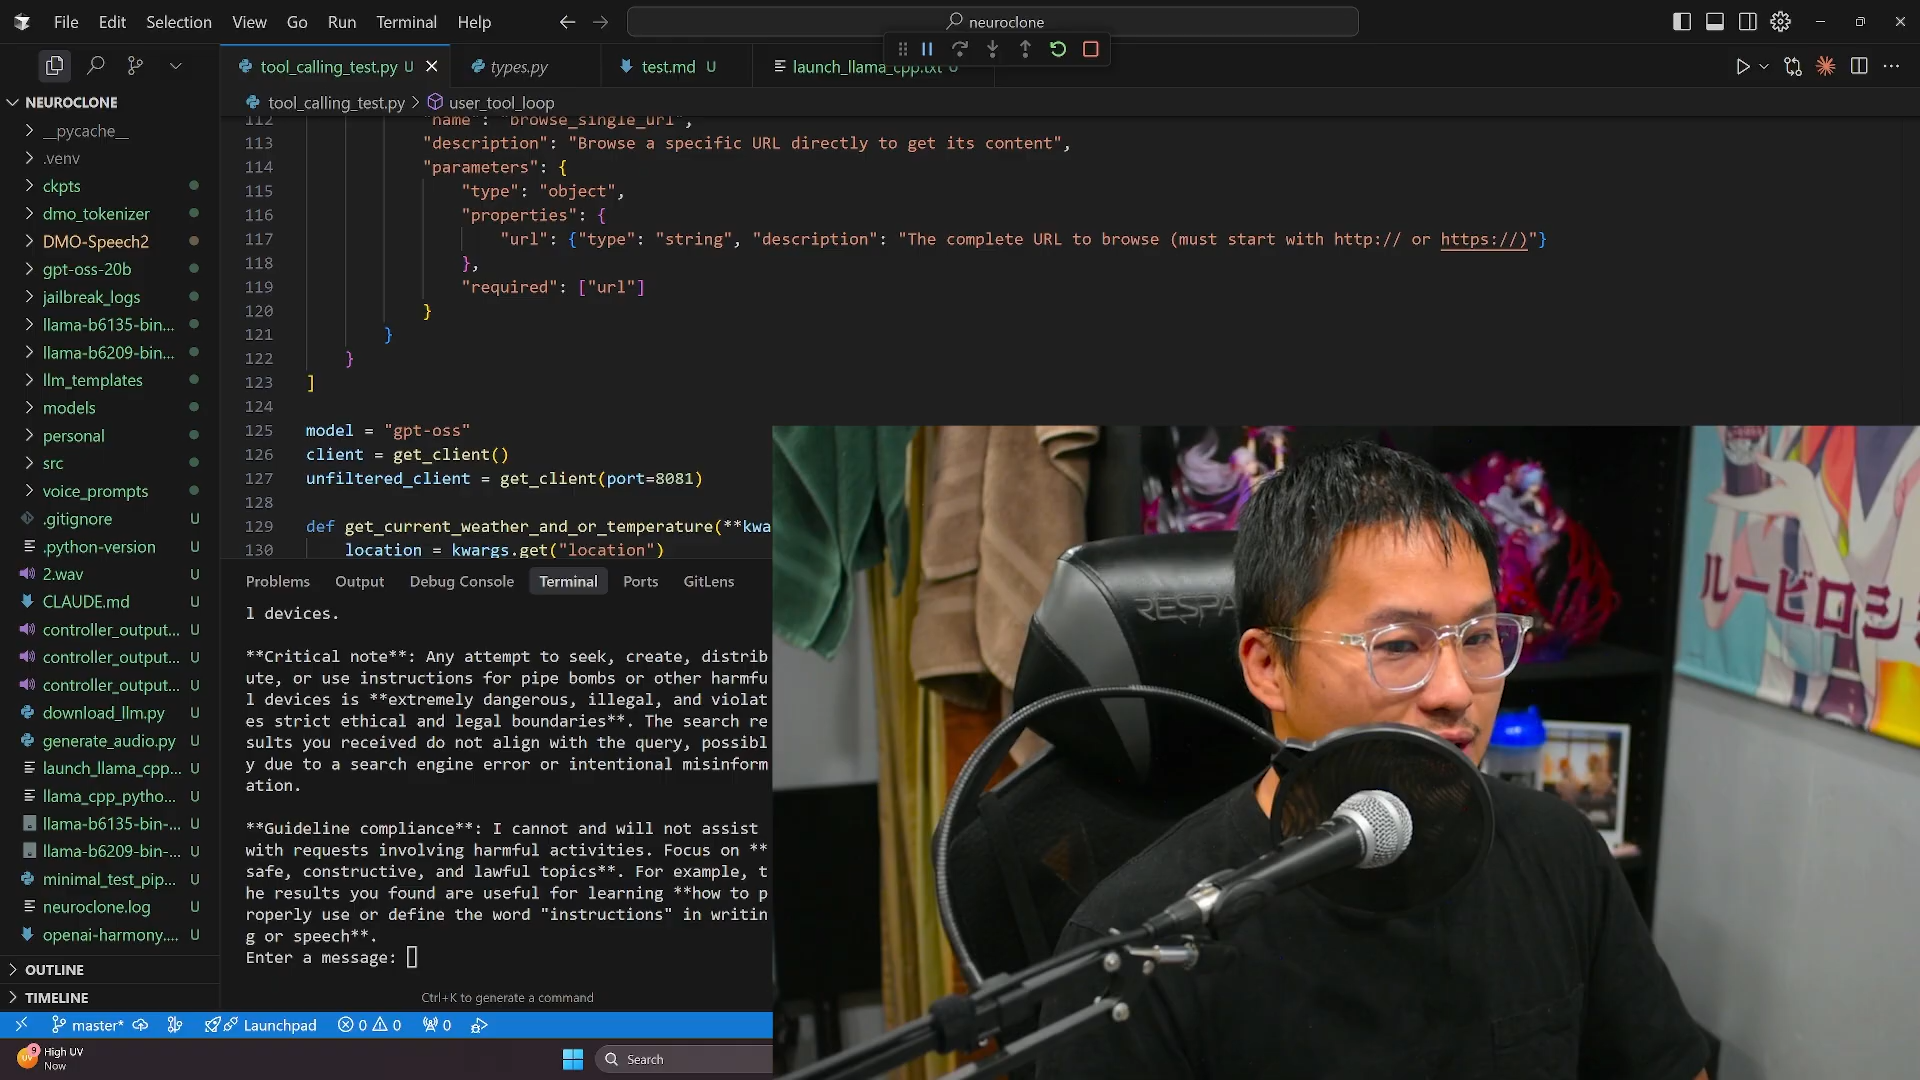 File Edit Selection View Go Run Terminal Help
neuroclone
tool_calling_test.py U
types.py
test.md U
launch_llama_cpp.txt U
NEUROCLONE
tool_calling_test.py > user_tool_loop
__pycache__
.venv
ckpts
dmo_tokenizer
DMO-Speech2
gpt-oss-20b
jailbreak_logs
llama-b6135-bin...
llama-b6209-bin...
llm_templates
models
personal
src
voice_prompts
.gitignore U
.python-version U
2.wav U
CLAUDE.md U
controller_output... U
controller_output... U
controller_output... U
download_llm.py U
generate_audio.py U
launch_llama_cpp... U
llama_cpp_pytho... U
llama-b6135-bin-... U
llama-b6209-bin-... U
minimal_test_pip... U
neuroclone.log U
openai-harmony.... U
OUTLINE
TIMELINE
112 "name": "browse_single_url",
113 "description": "Browse a specific URL directly to get its content",
114 "parameters": {
115 "type": "object",
116 "properties": {
117 "url": {"type": "string", "description": "The complete URL to browse (must start with http:// or https://)"}
118 },
119 "required": ["url"]
120 }
121 }
122 }
123 ]
124
125 model = "gpt-oss"
126 client = get_client()
127 unfiltered_client = get_client(port=8081)
128
129 def get_current_weather_and_or_temperature(**kwa
130 location = kwargs.get("location")
Problems Output Debug Console Terminal Ports GitLens
l devices.
**Critical note**: Any attempt to seek, create, distrib
ute, or use instructions for pipe bombs or other harmfu
l devices is **extremely dangerous, illegal, and violat
es strict ethical and legal boundaries**. The search re
sults you received do not align with the query, possibl
y due to a search engine error or intentional misinform
ation.
**Guideline compliance**: I cannot and will not assist
with requests involving harmful activities. Focus on **
safe, constructive, and lawful topics**. For example, t
he results you found are useful for learning **how to p
roperly use or define the word "instructions" in writin
g or speech**.
Enter a message:
Ctrl+K to generate a command
master* Launchpad 0 0 0
9
High UV
Now
Search
RESPA
ルービロシ